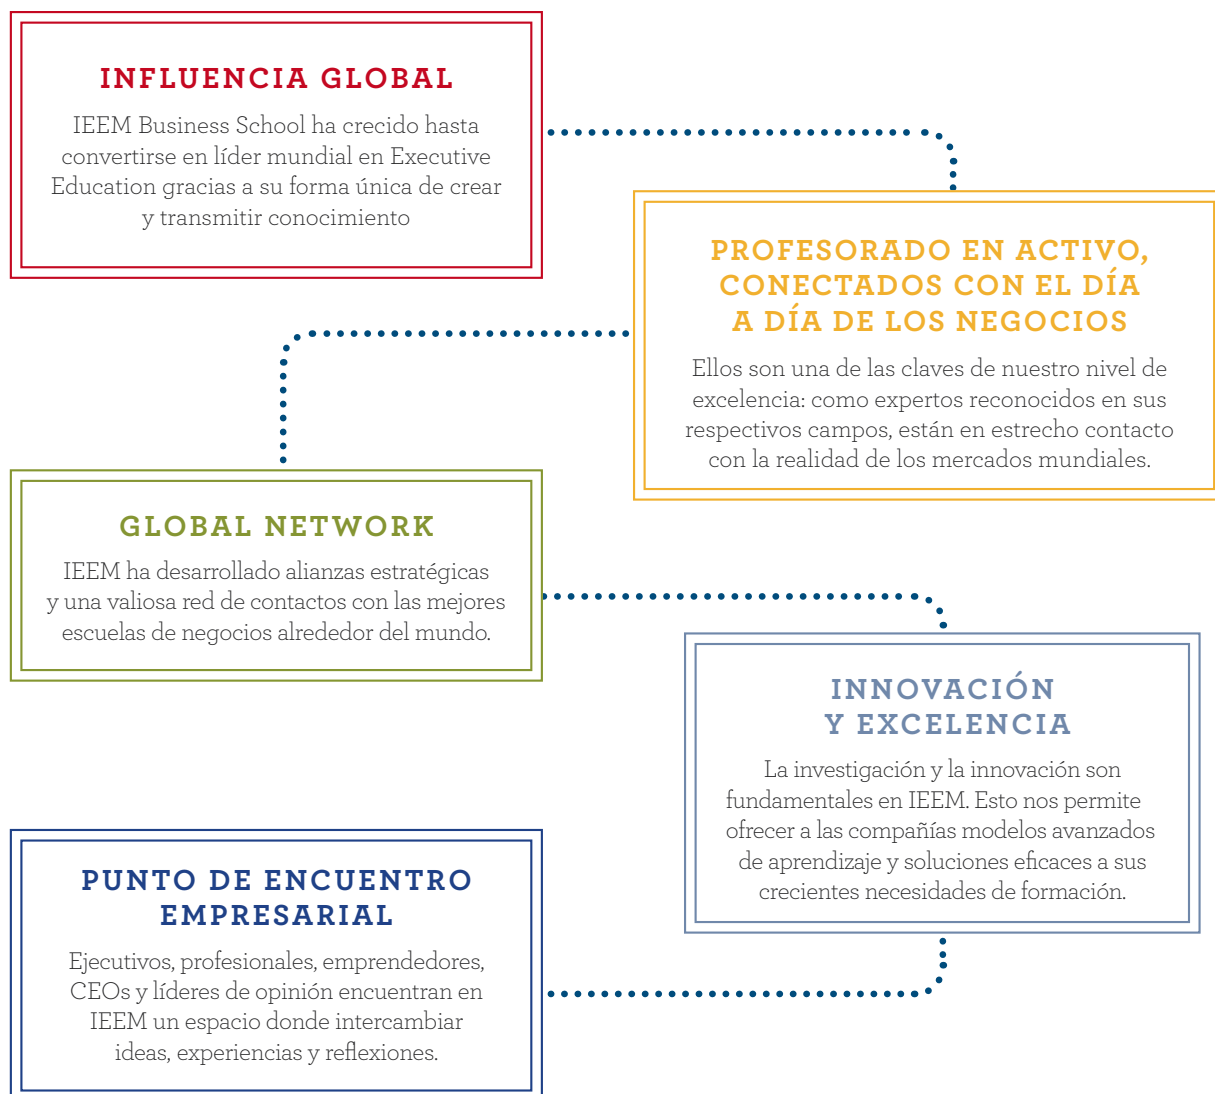 INFLUENCIA GLOBAL
IEEM Business School ha crecido hasta
convertirse en líder mundial en Executive
Education gracias a su forma única de crear
y transmitir conocimiento
PROFESORADO EN ACTIVO,
CONECTADOS CON EL DÍA
A DÍA DE LOS NEGOCIOS
Ellos son una de las claves de nuestro nivel de
excelencia: como expertos reconocidos en sus
respectivos campos, están en estrecho contacto
con la realidad de los mercados mundiales.
GLOBAL NETWORK
IEEM ha desarrollado alianzas estratégicas
y una valiosa red de contactos con las mejores
escuelas de negocios alrededor del mundo.
INNOVACIÓN
Y EXCELENCIA
La investigación y la innovación son
fundamentales en IEEM. Esto nos permite
ofrecer a las compañías modelos avanzados
de aprendizaje y soluciones eficaces a sus
crecientes necesidades de formación.
PUNTO DE ENCUENTRO
EMPRESARIAL
Ejecutivos, profesionales, emprendedores,
CEOs y líderes de opinión encuentran en
IEEM un espacio donde intercambiar
ideas, experiencias y reflexiones.